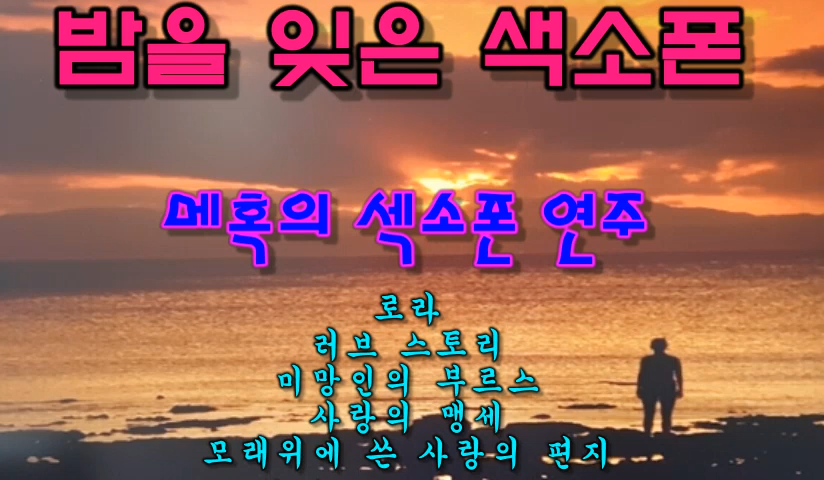 밤을 잊은 색소폰
메혹의 섹소폰 연주
로라
러브 스토리
미망인의 부르스
사랑의 맹세
모래위에 쓴 사랑의 편지